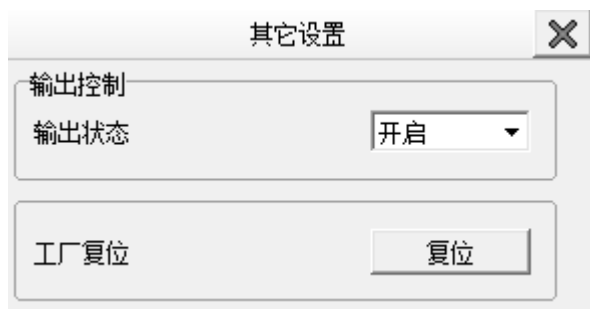 其它设置
输出控制
输出状态 开启
工厂复位 复位